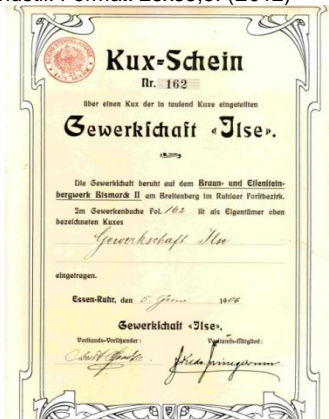 Kux-Schein
Nr. 162
über einen Kux der in tausend Kuxe eingeteilten
Gewerkschaft «Ilse».
Die Gewerkschaft beruht auf dem Braun- und Eisenstein-
bergwerk Bismarck II am Breitenberg im Ruhlaer Forstbezirk.
Im Gewerkenbuche Fol. 162 ist als Eigentümer oben
bezeichneten Kuxes
Gewerkschaft Ilse
eingetragen.
Essen-Ruhr, den 5. Juni 1906
Gewerkschaft «Ilse».
Vorstands-Vorsitzender: Vorstands-Mitglied: